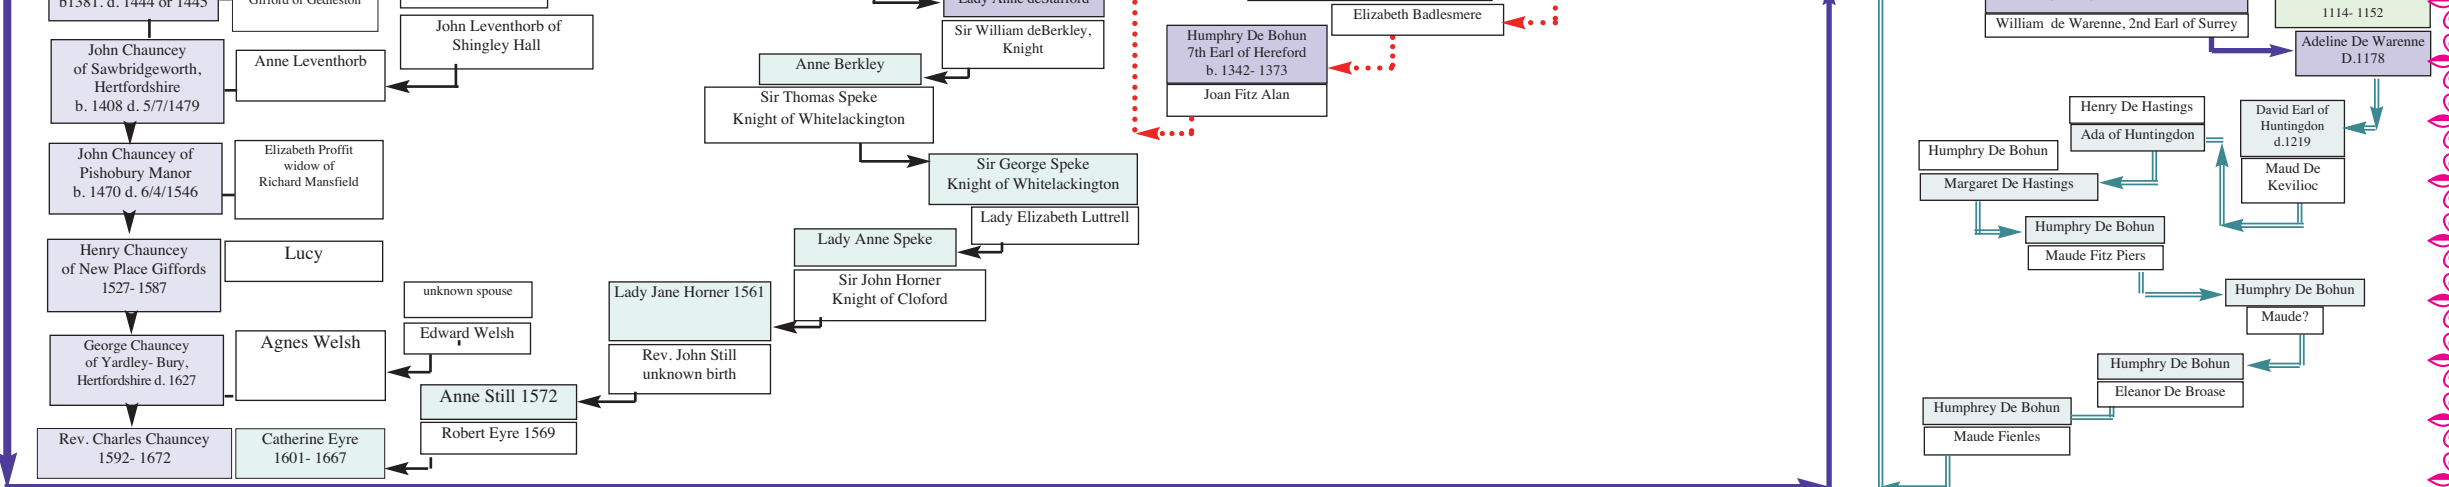 b1381. d. 1444 or 1445
Gifford of Gedleston
John Chauncey
of Sawbridgeworth,
Hertfordshire
b. 1408 d. 5/7/1479
Anne Leventhorb
John Leventhorb of
Shingley Hall
John Chauncey of
Pishobury Manor
b. 1470 d. 6/4/1546
Elizabeth Proffit
widow of
Richard Mansfield
Henry Chauncey
of New Place Giffords
1527- 1587
Lucy
George Chauncey
of Yardley- Bury,
Hertfordshire d. 1627
Agnes Welsh
unknown spouse
Edward Welsh
Rev. Charles Chauncey
1592- 1672
Catherine Eyre
1601- 1667
Anne Still 1572
Robert Eyre 1569
Lady Jane Horner 1561
Rev. John Still
unknown birth
Lady Anne Speke
Sir John Horner
Knight of Cloford
Lady Anne deStafford
Sir William deBerkley,
Knight
Anne Berkley
Sir Thomas Speke
Knight of Whitelackington
Sir George Speke
Knight of Whitelackington
Lady Elizabeth Luttrell
Elizabeth Badlesmere
Humphry De Bohun
7th Earl of Hereford
b. 1342- 1373
Joan Fitz Alan
William de Warenne, 2nd Earl of Surrey
1114- 1152
Adeline De Warenne
D.1178
Henry De Hastings
Ada of Huntingdon
David Earl of
Huntingdon
d.1219
Maud De
Kevilioc
Humphry De Bohun
Margaret De Hastings
Humphry De Bohun
Maude Fitz Piers
Humphry De Bohun
Maude?
Humphry De Bohun
Eleanor De Broase
Humphrey De Bohun
Maude Fienles